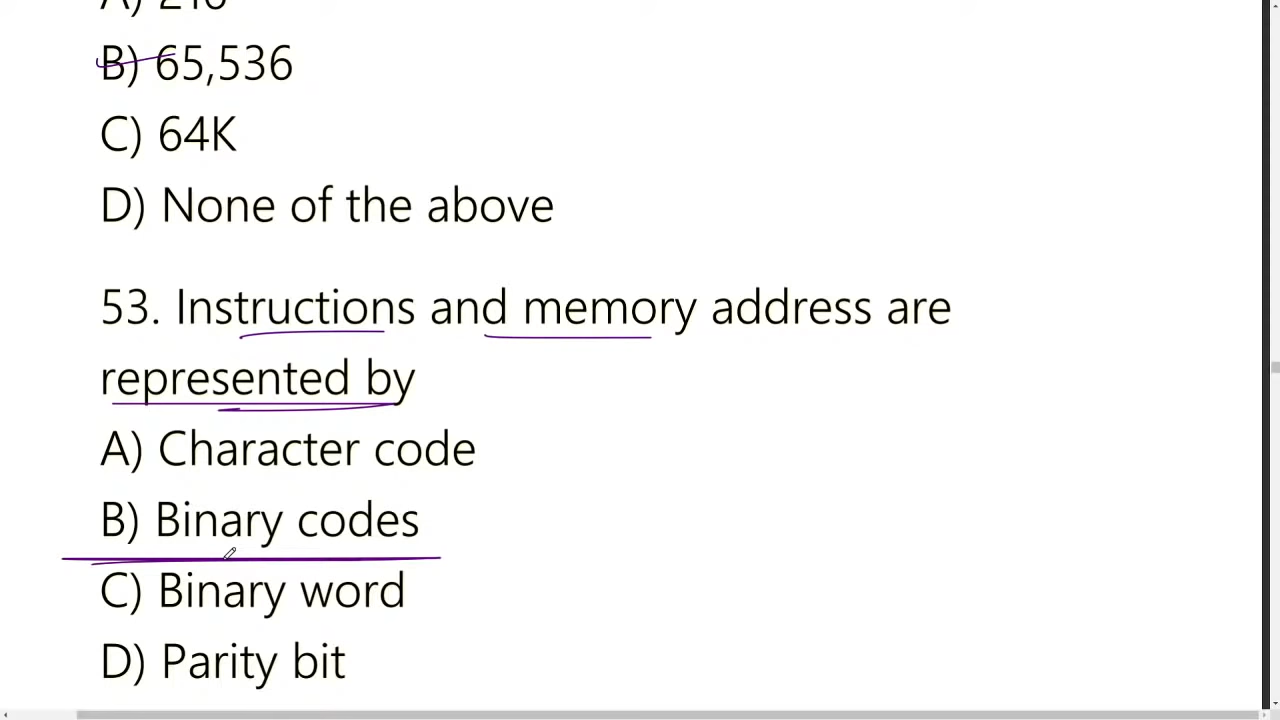 B) 65,536
C) 64K
D) None of the above
53. Instructions and memory address are
represented by
A) Character code
B) Binary codes
C) Binary word
D) Parity bit